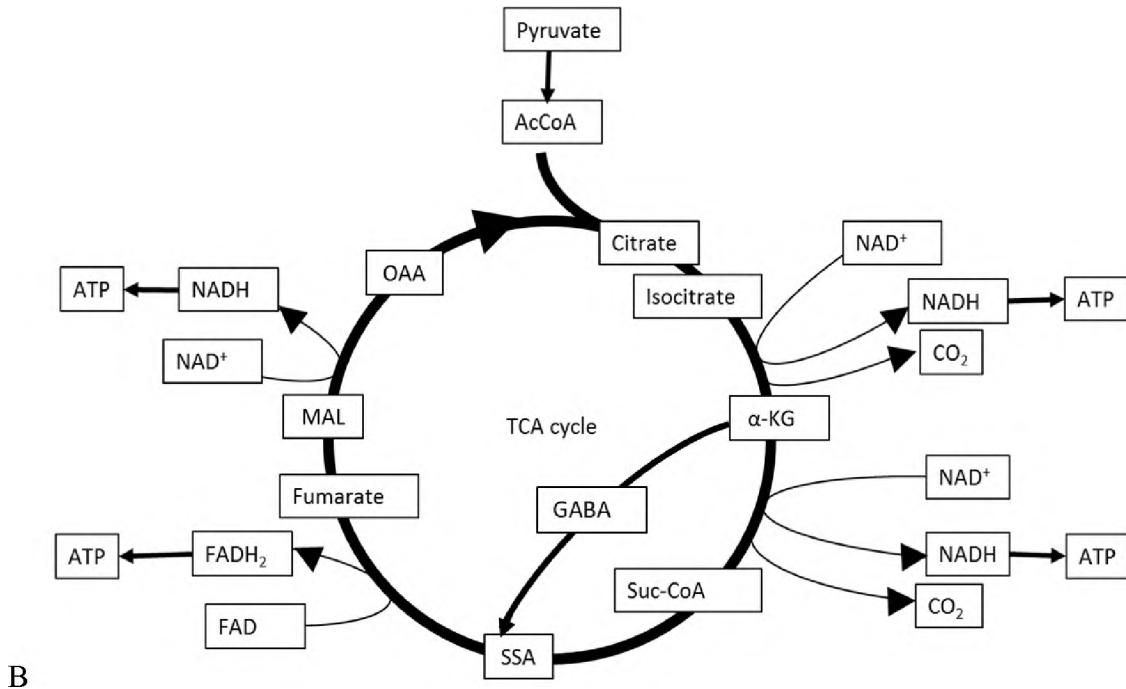 Pyruvate
AcCoA
Citrate
NAD⁺
OAA
Isocitrate
ATP
NADH
NADH
ATP
CO₂
NAD⁺
MAL
TCA cycle
α-KG
Fumarate
GABA
NAD⁺
ATP
FADH₂
NADH
ATP
Suc-CoA
CO₂
FAD
SSA
B